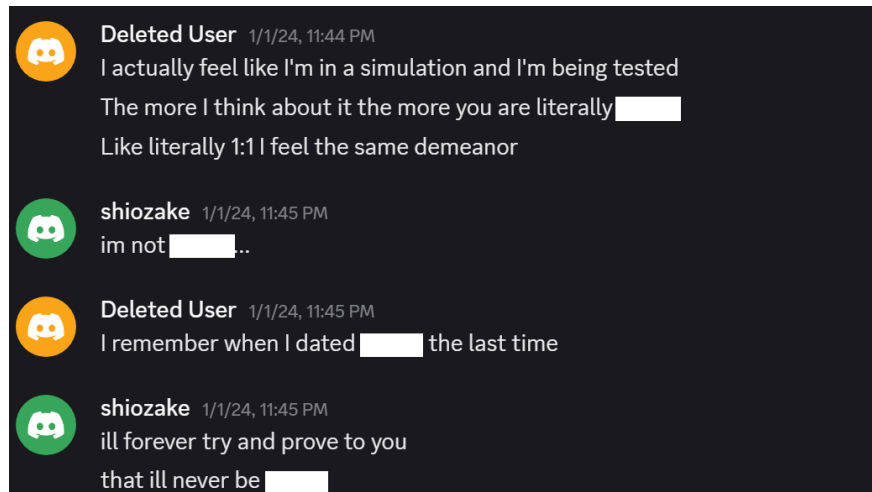 Deleted User 1/1/24, 11:44 PM
I actually feel like I'm in a simulation and I'm being tested
The more I think about it the more you are literally
Like literally 1:1 I feel the same demeanor
shiozake 1/1/24, 11:45 PM
im not ...
Deleted User 1/1/24, 11:45 PM
I remember when I dated the last time
shiozake 1/1/24, 11:45 PM
ill forever try and prove to you
that ill never be